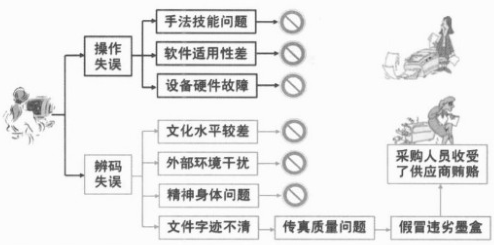 手法技能问题
操作
失误
软件适用性差
设备硬件故障
文化水平较差
辨码
失误
外部环境干扰
精神身体问题
采购人员收受
了供应商贿赂
文件字迹不清
传真质量问题
假冒违劣墨盒